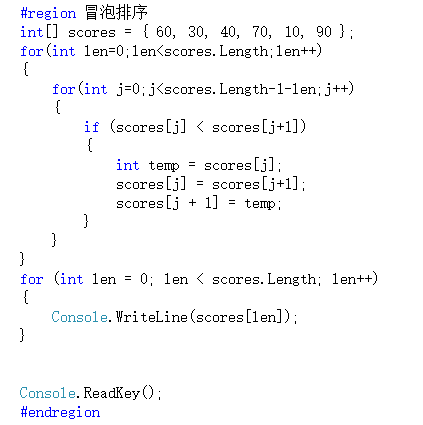 #region 冒泡排序
int[] scores = { 60, 30, 40, 70, 10, 90 };
for(int len=0;len<scores.Length;len++)
{
for(int j=0;j<scores.Length-1-len;j++)
{
if (scores[j] < scores[j+1])
{
int temp = scores[j];
scores[j] = scores[j+1];
scores[j + 1] = temp;
}
}
}
for (int len = 0; len < scores.Length; len++)
{
Console.WriteLine(scores[len]);
}
Console.ReadKey();
#endregion